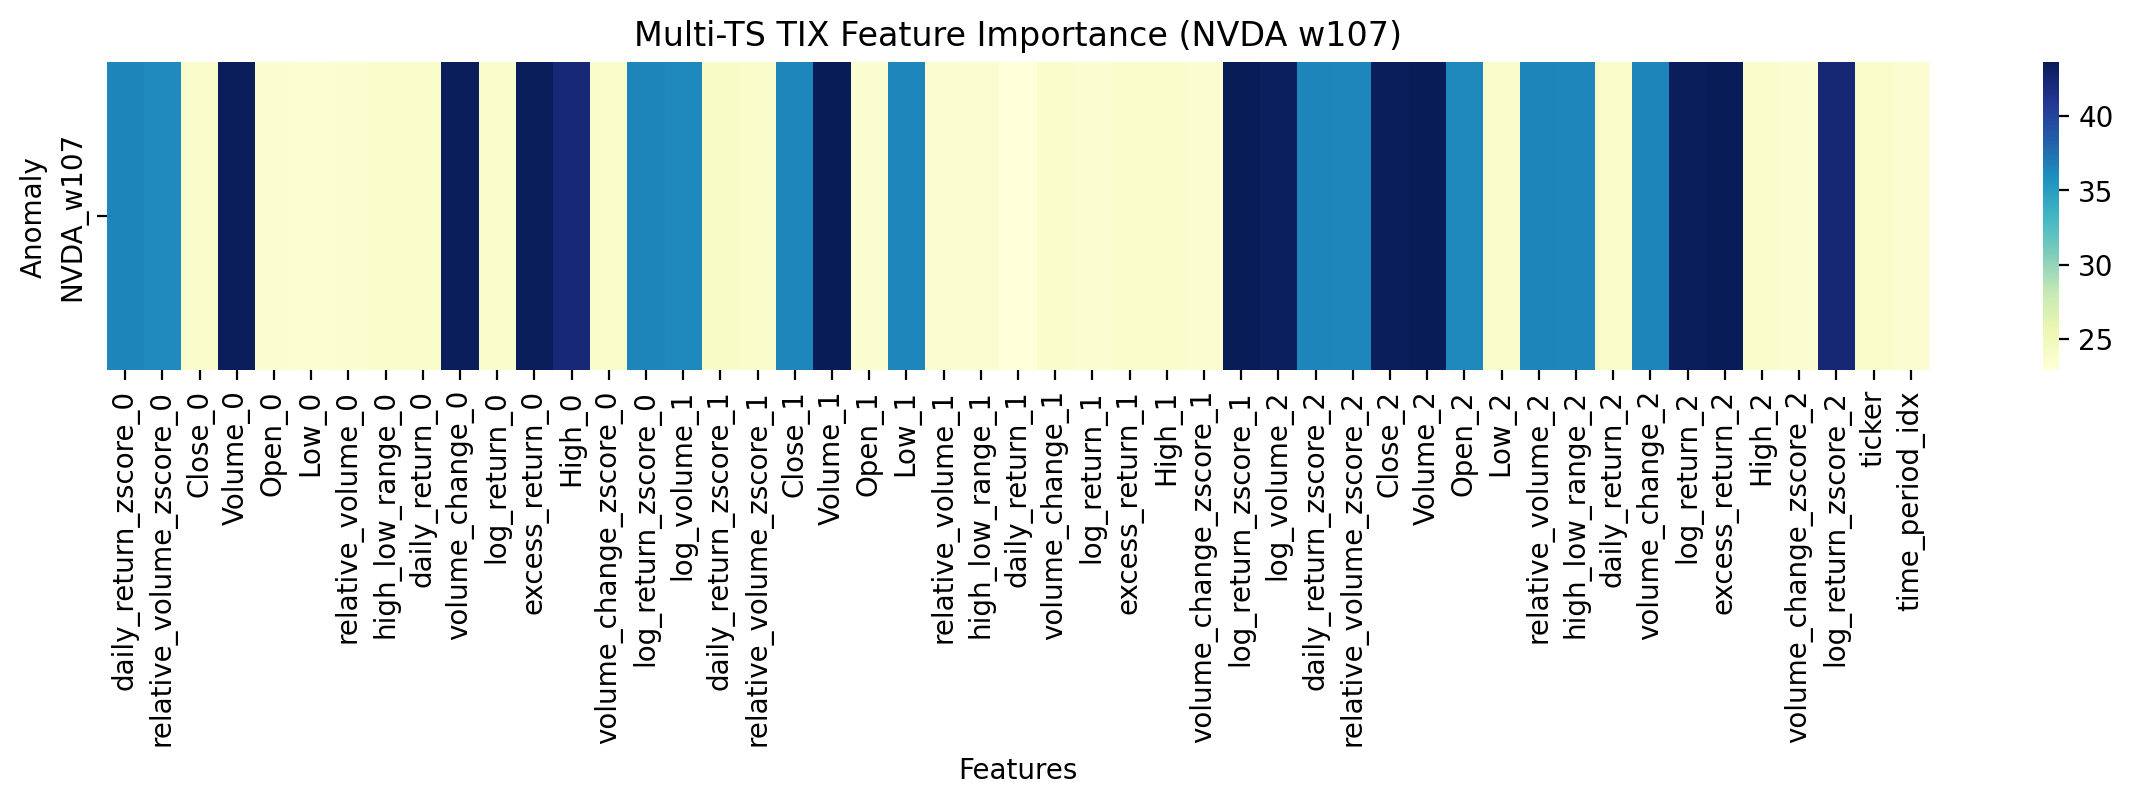 Multi-TS TIX Feature Importance (NVDA w107)
Anomaly
NVDA_w107
40
35
30
25
daily_return_zscore_0
relative_volume_zscore_0
Close_0
Volume_0
Open_0
Low_0
relative_volume_0
high_low_range_0
daily_return_0
volume_change_0
log_return_0
excess_return_0
High_0
volume_change_zscore_0
log_return_zscore_0
log_volume_1
daily_return_zscore_1
relative_volume_zscore_1
Close_1
Volume_1
Open_1
Low_1
relative_volume_1
high_low_range_1
daily_return_1
volume_change_1
log_return_1
excess_return_1
High_1
volume_change_zscore_1
log_return_zscore_1
log_volume_2
daily_return_zscore_2
relative_volume_zscore_2
Close_2
Volume_2
Open_2
Low_2
relative_volume_2
high_low_range_2
daily_return_2
volume_change_2
log_return_2
excess_return_2
High_2
volume_change_zscore_2
log_return_zscore_2
ticker
time_period_idx
Features